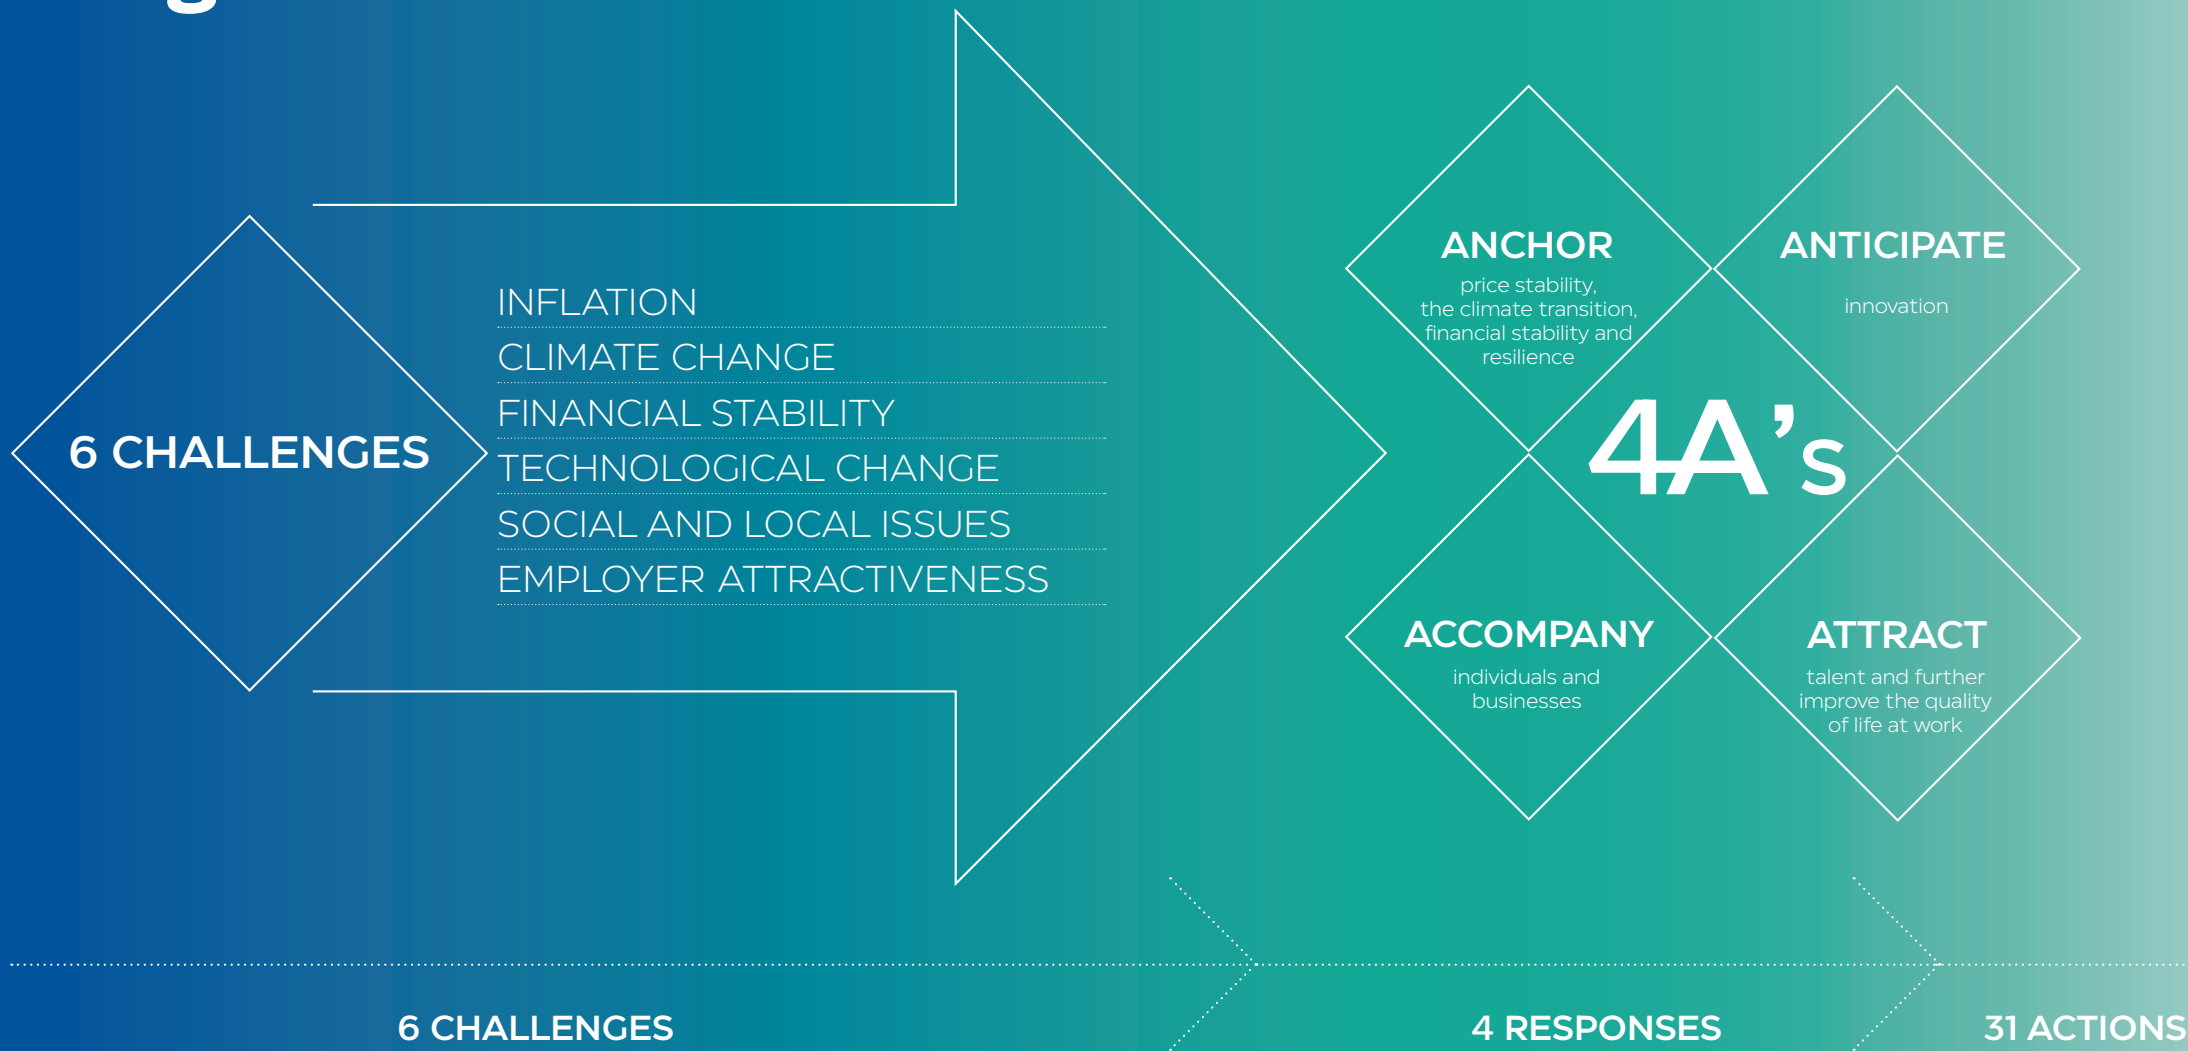 6 CHALLENGES
INFLATION
CLIMATE CHANGE
FINANCIAL STABILITY
TECHNOLOGICAL CHANGE
SOCIAL AND LOCAL ISSUES
EMPLOYER ATTRACTIVENESS
ANCHOR
price stability,
the climate transition,
financial stability and
resilience
ANTICIPATE
innovation
4A's
ACCOMPANY
individuals and
businesses
ATTRACT
talent and further
improve the quality
of life at work
6 CHALLENGES
4 RESPONSES
31 ACTIONS